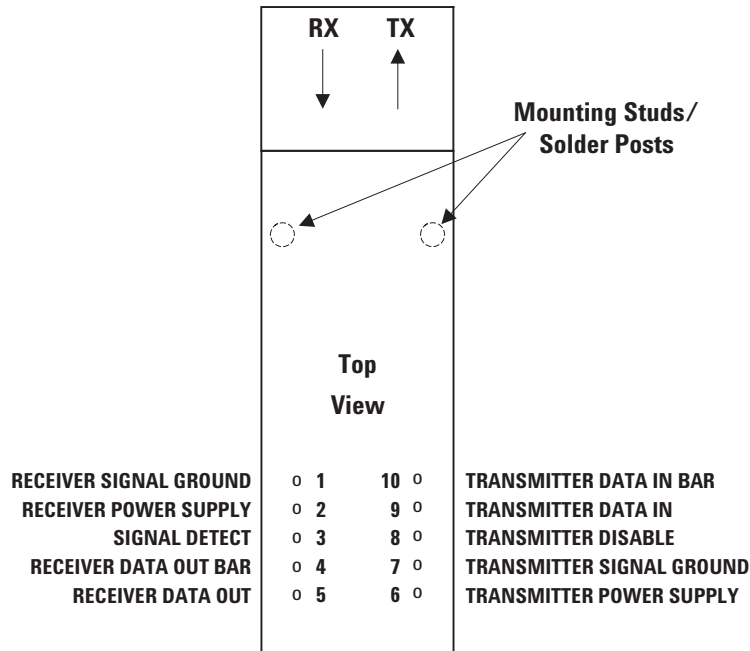 RX TX
Mounting Studs/
Solder Posts
Top
View
RECEIVER SIGNAL GROUND o 1 10 o TRANSMITTER DATA IN BAR
RECEIVER POWER SUPPLY o 2 9 o TRANSMITTER DATA IN
SIGNAL DETECT o 3 8 o TRANSMITTER DISABLE
RECEIVER DATA OUT BAR o 4 7 o TRANSMITTER SIGNAL GROUND
RECEIVER DATA OUT o 5 6 o TRANSMITTER POWER SUPPLY